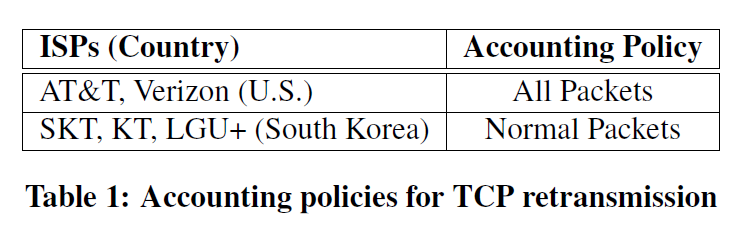 ISPs (Country) Accounting Policy
AT&T, Verizon (U.S.) All Packets
SKT, KT, LGU+ (South Korea) Normal Packets
Table 1: Accounting policies for TCP retransmission